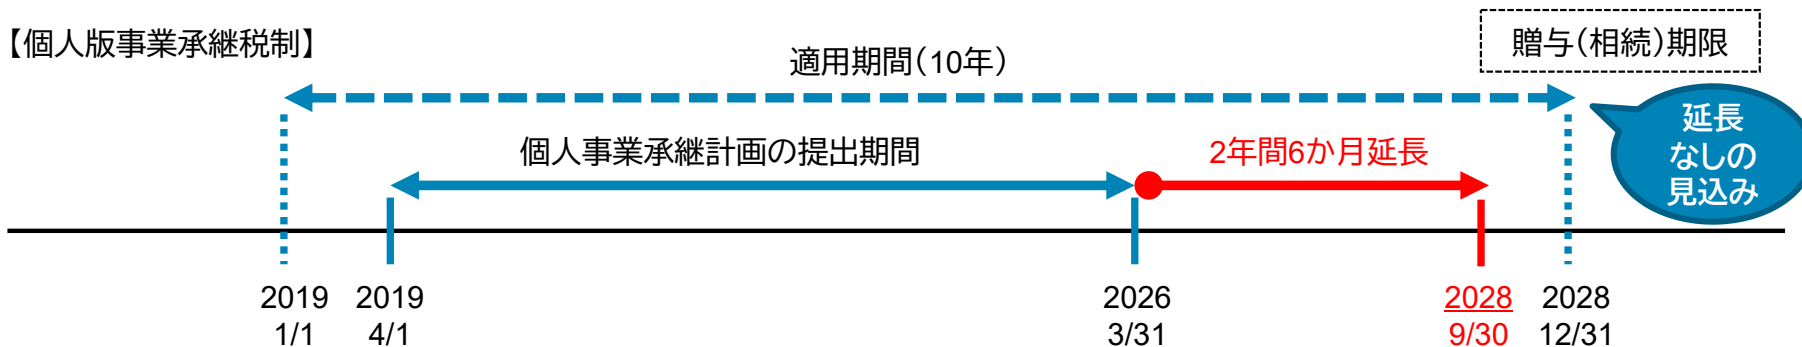 【個人版事業承継税制】
適用期間(10年)
贈与(相続)期限
延長
なしの
見込み
個人事業承継計画の提出期間
2年間6か月延長
2019
1/1
2019
4/1
2026
3/31
2028
9/30
2028
12/31